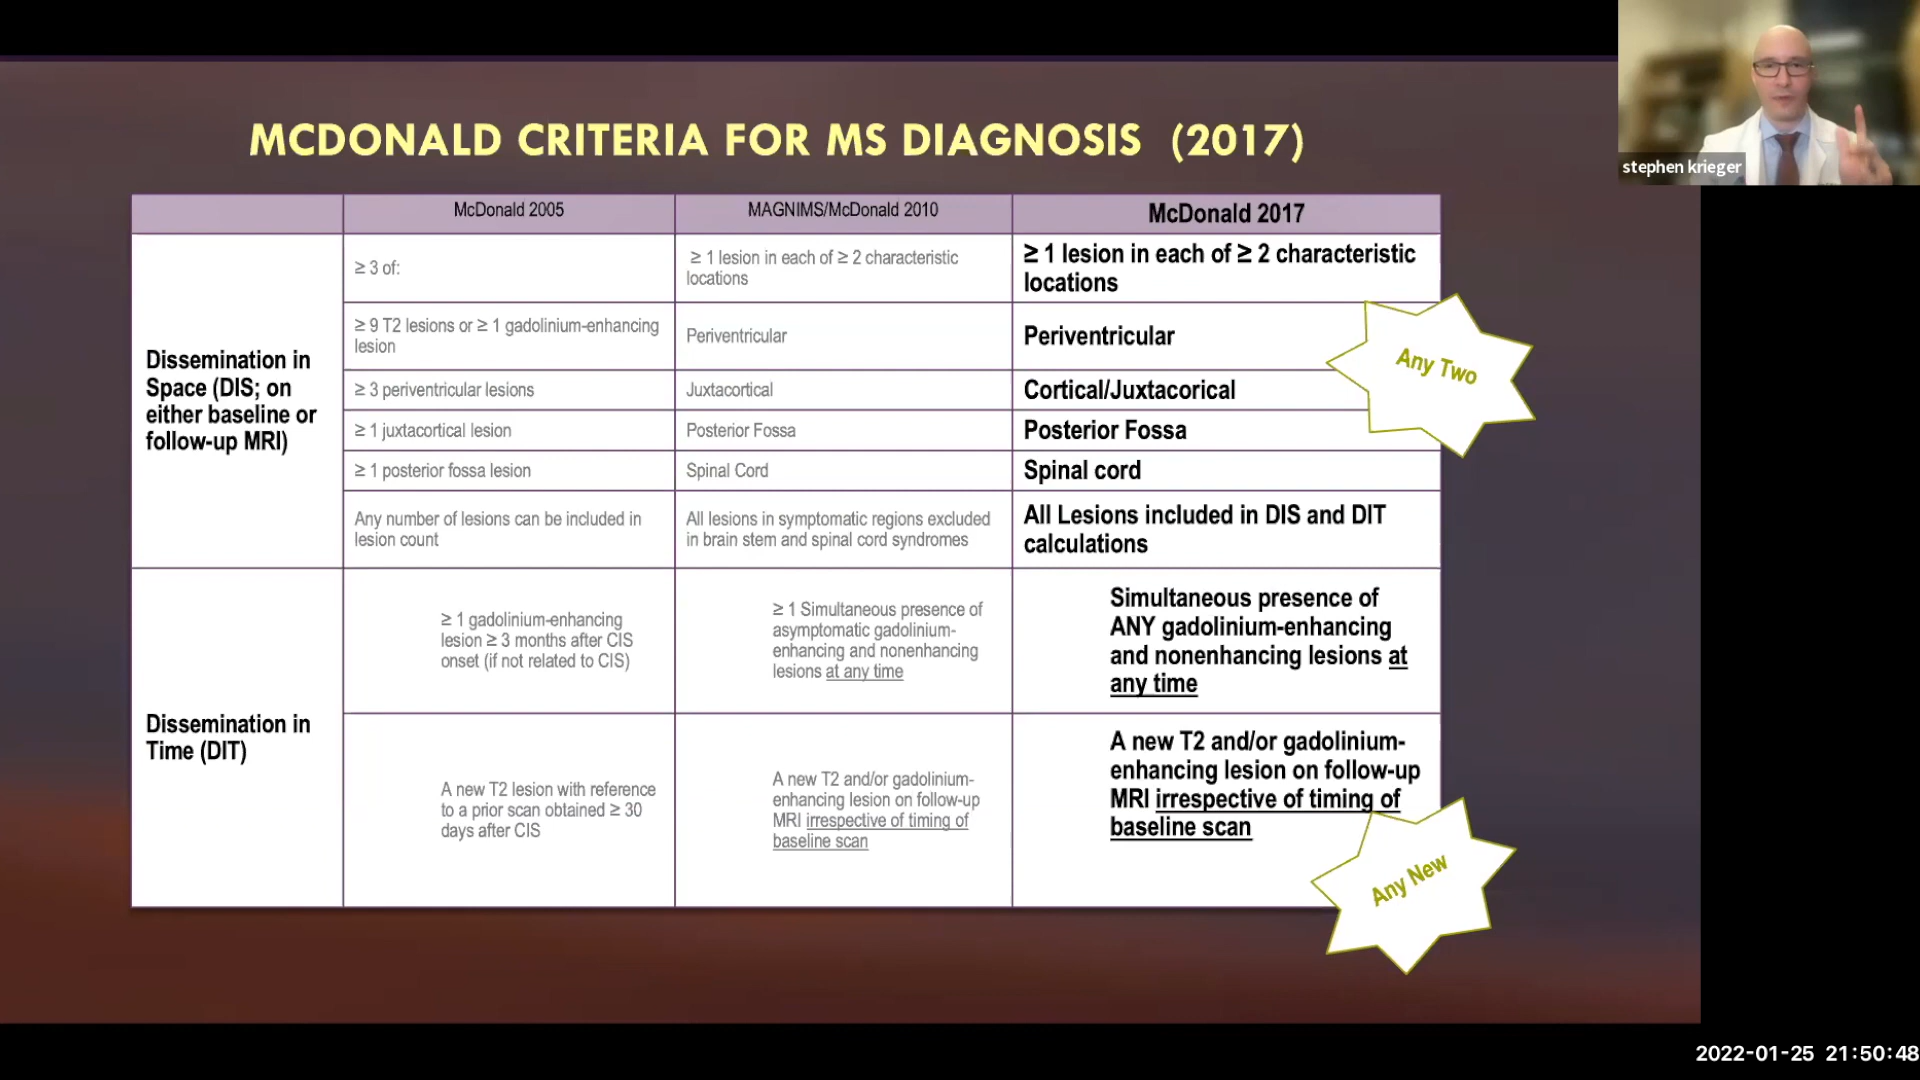 MCDONALD CRITERIA FOR MS DIAGNOSIS (2017)
stephen krieger
McDonald 2005
MAGNIMS/McDonald 2010
McDonald 2017
Dissemination in
Space (DIS; on
either baseline or
follow-up MRI)
≥ 3 of:
≥ 1 lesion in each of ≥ 2 characteristic
locations
≥ 1 lesion in each of ≥ 2 characteristic
locations
≥ 9 T2 lesions or ≥ 1 gadolinium-enhancing
lesion
Periventricular
Periventricular
Any Two
≥ 3 periventricular lesions
Juxtacortical
Cortical/Juxtacorical
≥ 1 juxtacortical lesion
Posterior Fossa
Posterior Fossa
≥ 1 posterior fossa lesion
Spinal Cord
Spinal cord
Any number of lesions can be included in
lesion count
All lesions in symptomatic regions excluded
in brain stem and spinal cord syndromes
All Lesions included in DIS and DIT
calculations
Dissemination in
Time (DIT)
≥ 1 gadolinium-enhancing
lesion ≥ 3 months after CIS
onset (if not related to CIS)
≥ 1 Simultaneous presence of
asymptomatic gadolinium-
enhancing and nonenhancing
lesions at any time
Simultaneous presence of
ANY gadolinium-enhancing
and nonenhancing lesions at
any time
A new T2 lesion with reference
to a prior scan obtained ≥ 30
days after CIS
A new T2 and/or gadolinium-
enhancing lesion on follow-up
MRI irrespective of timing of
baseline scan
A new T2 and/or gadolinium-
enhancing lesion on follow-up
MRI irrespective of timing of
baseline scan
Any New
2022-01-25 21:50:48